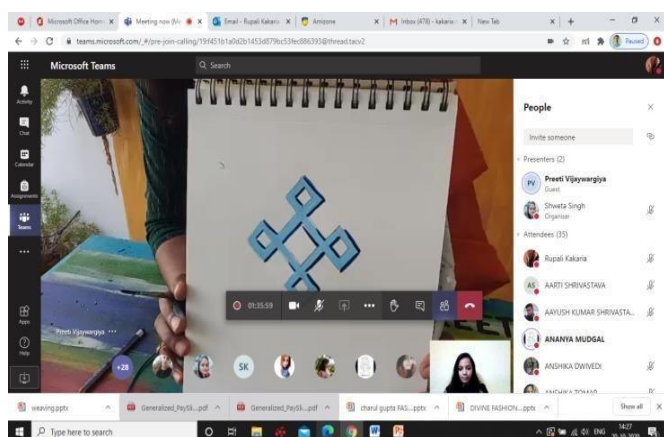 Microsoft Office Hom
Meeting now
Email - Rupali Kakaria
Amizone
Inbox (478) - kakaria
New Tab
teams.microsoft.com/_#/pre-join-calling/
@thread.tacv2
Paused
Microsoft Teams
Search
Activity
Chat
Calendar
Assignments
Teams
Apps
Help
People
Invite someone
Presenters (2)
PV
Preeti Vijaywargiya
Guest
Shweta Singh
Organiser
Attendees (35)
Rupali Kakaria
AS
AARTI SHRIVASTAVA
AAYUSH KUMAR SHRIVASTA...
ANANYA MUDGAL
ANSHIKA DWIVEDI
ANSHIKA TOMAR
01:35:59
Preeti Vijaywargiya
+28
SK
weaving.pptx
Generalized_PaySli....pdf
Generalized_PaySli....pdf
charul gupta FAS....pptx
DIVINE FASHION....pptx
Show all
Type here to search
ENG
14:27